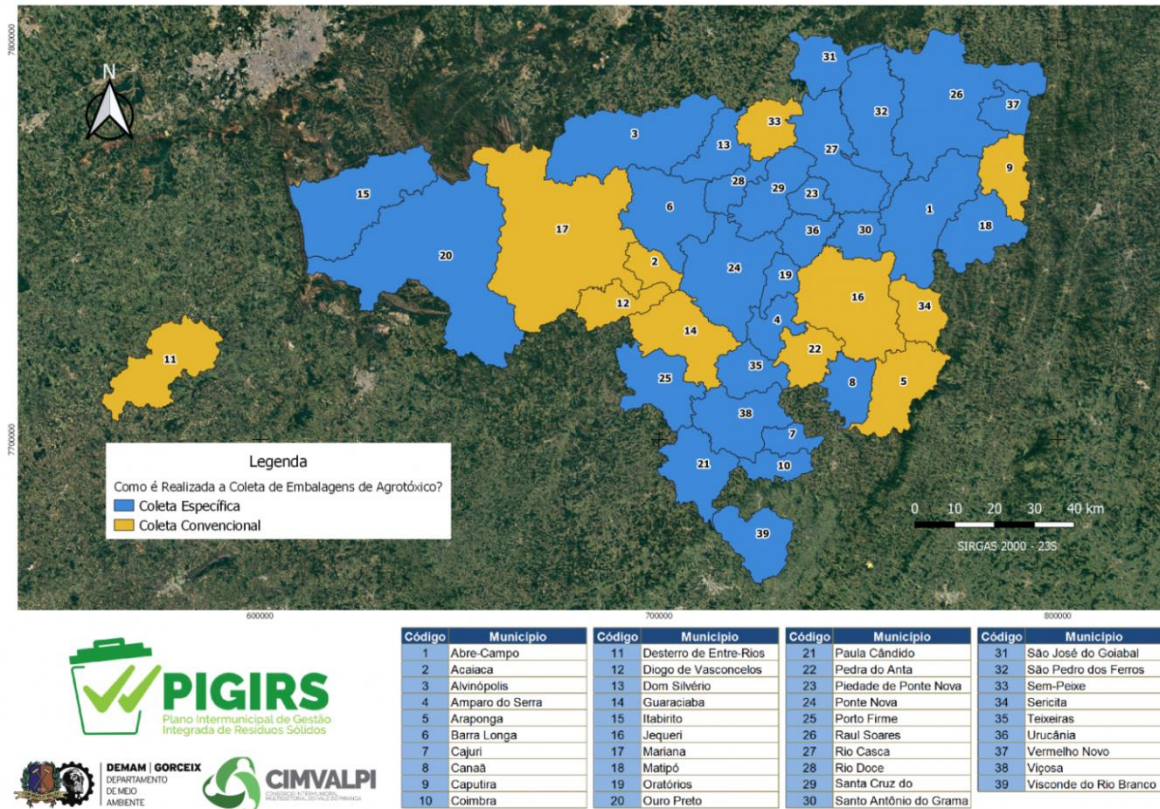 7800000
N
31
26
32
37
33
3
13
27
9
15
28
29
23
6
1
18
17
36
30
20
24
2
19
16
12
34
4
14
22
11
35
25
8
5
38
7
21
10
39
7700000
Legenda
Como é Realizada a Coleta de Embalagens de Agrotóxico?
Coleta Específica
Coleta Convencional
0 10 20 30 40 km
SIRGAS 2000 - 23S
600000 700000 800000
PIGIRS
Plano Intermunicipal de Gestão
Integrada de Resíduos Sólidos
DEMAM | GORCEIX
DEPARTAMENTO
DE MEIO
AMBIENTE
CIMVALPI
Código Município
1 Abre-Campo
2 Acaiaca
3 Alvinópolis
4 Amparo do Serra
5 Araponga
6 Barra Longa
7 Cajuri
8 Canaã
9 Caputira
10 Coimbra
Código Município
11 Desterro de Entre-Rios
12 Diogo de Vasconcelos
13 Dom Silvério
14 Guaraciaba
15 Itabirito
16 Jequeri
17 Mariana
18 Matipó
19 Oratórios
20 Ouro Preto
Código Município
21 Paula Cândido
22 Pedra do Anta
23 Piedade de Ponte Nova
24 Ponte Nova
25 Porto Firme
26 Raul Soares
27 Rio Casca
28 Rio Doce
29 Santa Cruz do
30 Santo Antônio do Grama
Código Município
31 São José do Goiabal
32 São Pedro dos Ferros
33 Sem-Peixe
34 Sericita
35 Teixeiras
36 Urucânia
37 Vermelho Novo
38 Viçosa
39 Visconde do Rio Branco